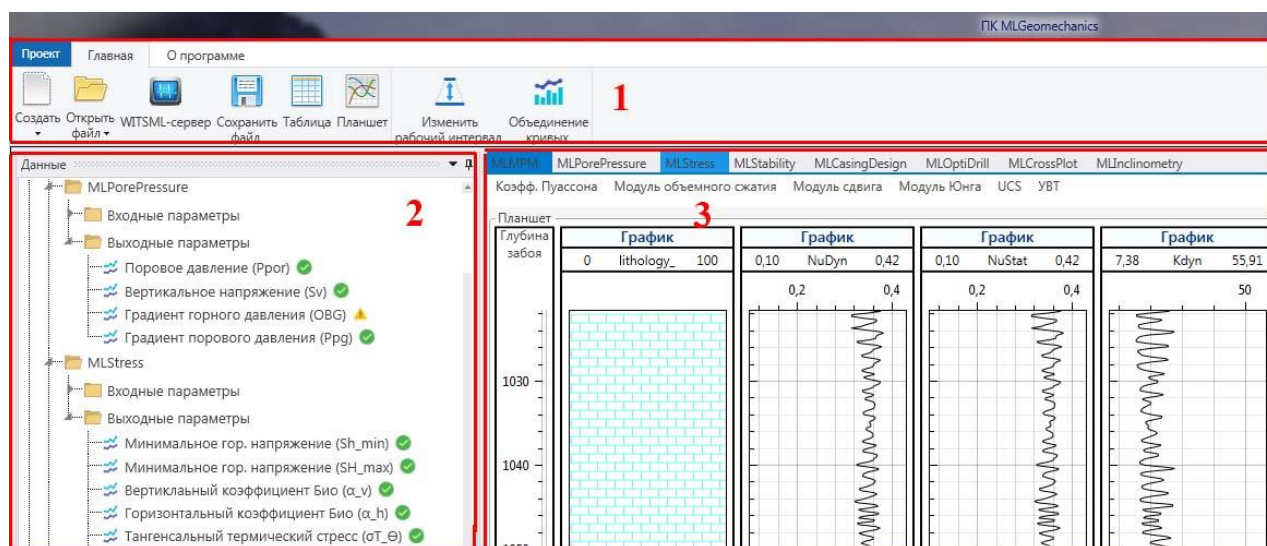 ПК MLGeomechanics
Проект Главная О программе
1
Создать Открыть файл WITSML-сервер Сохранить файл Таблица Планшет Изменить рабочий интервал Объединение кривых
Данные
MLPorePressure
2
Входные параметры
Выходные параметры
Поровое давление (Ppor)
Вертикальное напряжение (Sv)
Градиент горного давления (OBG)
Градиент порового давления (Ppg)
MLStress
Входные параметры
Выходные параметры
Минимальное гор. напряжение (Sh_min)
Минимальное гор. напряжение (SH_max)
Вертиклаьный коэффициент Био (α_v)
Горизонтальный коэффициент Био (α_h)
Тангенсальный термический стресс (σT_Θ)
MLMPM MLPorePressure MLStress MLStability MLCasingDesign MLOptiDrill MLCrossPlot MLInclinometry
Коэфф. Пуассона Модуль объемного сжатия Модуль сдвига Модуль Юнга UCS УВТ
3
Планшет
Глубина забоя
График График График График
0 lithology_ 100 0,10 NuDyn 0,42 0,10 NuStat 0,42 7,38 Kdyn 55,91
0,2 0,4 0,2 0,4 50
1030
1040
1050